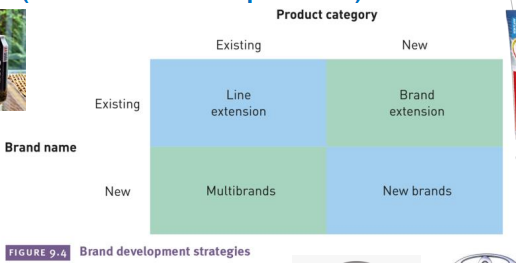 Product category
Existing New
Existing
Line
extension
Brand
extension
Brand name
New
Multibrands
New brands
FIGURE 9.4 Brand development strategies